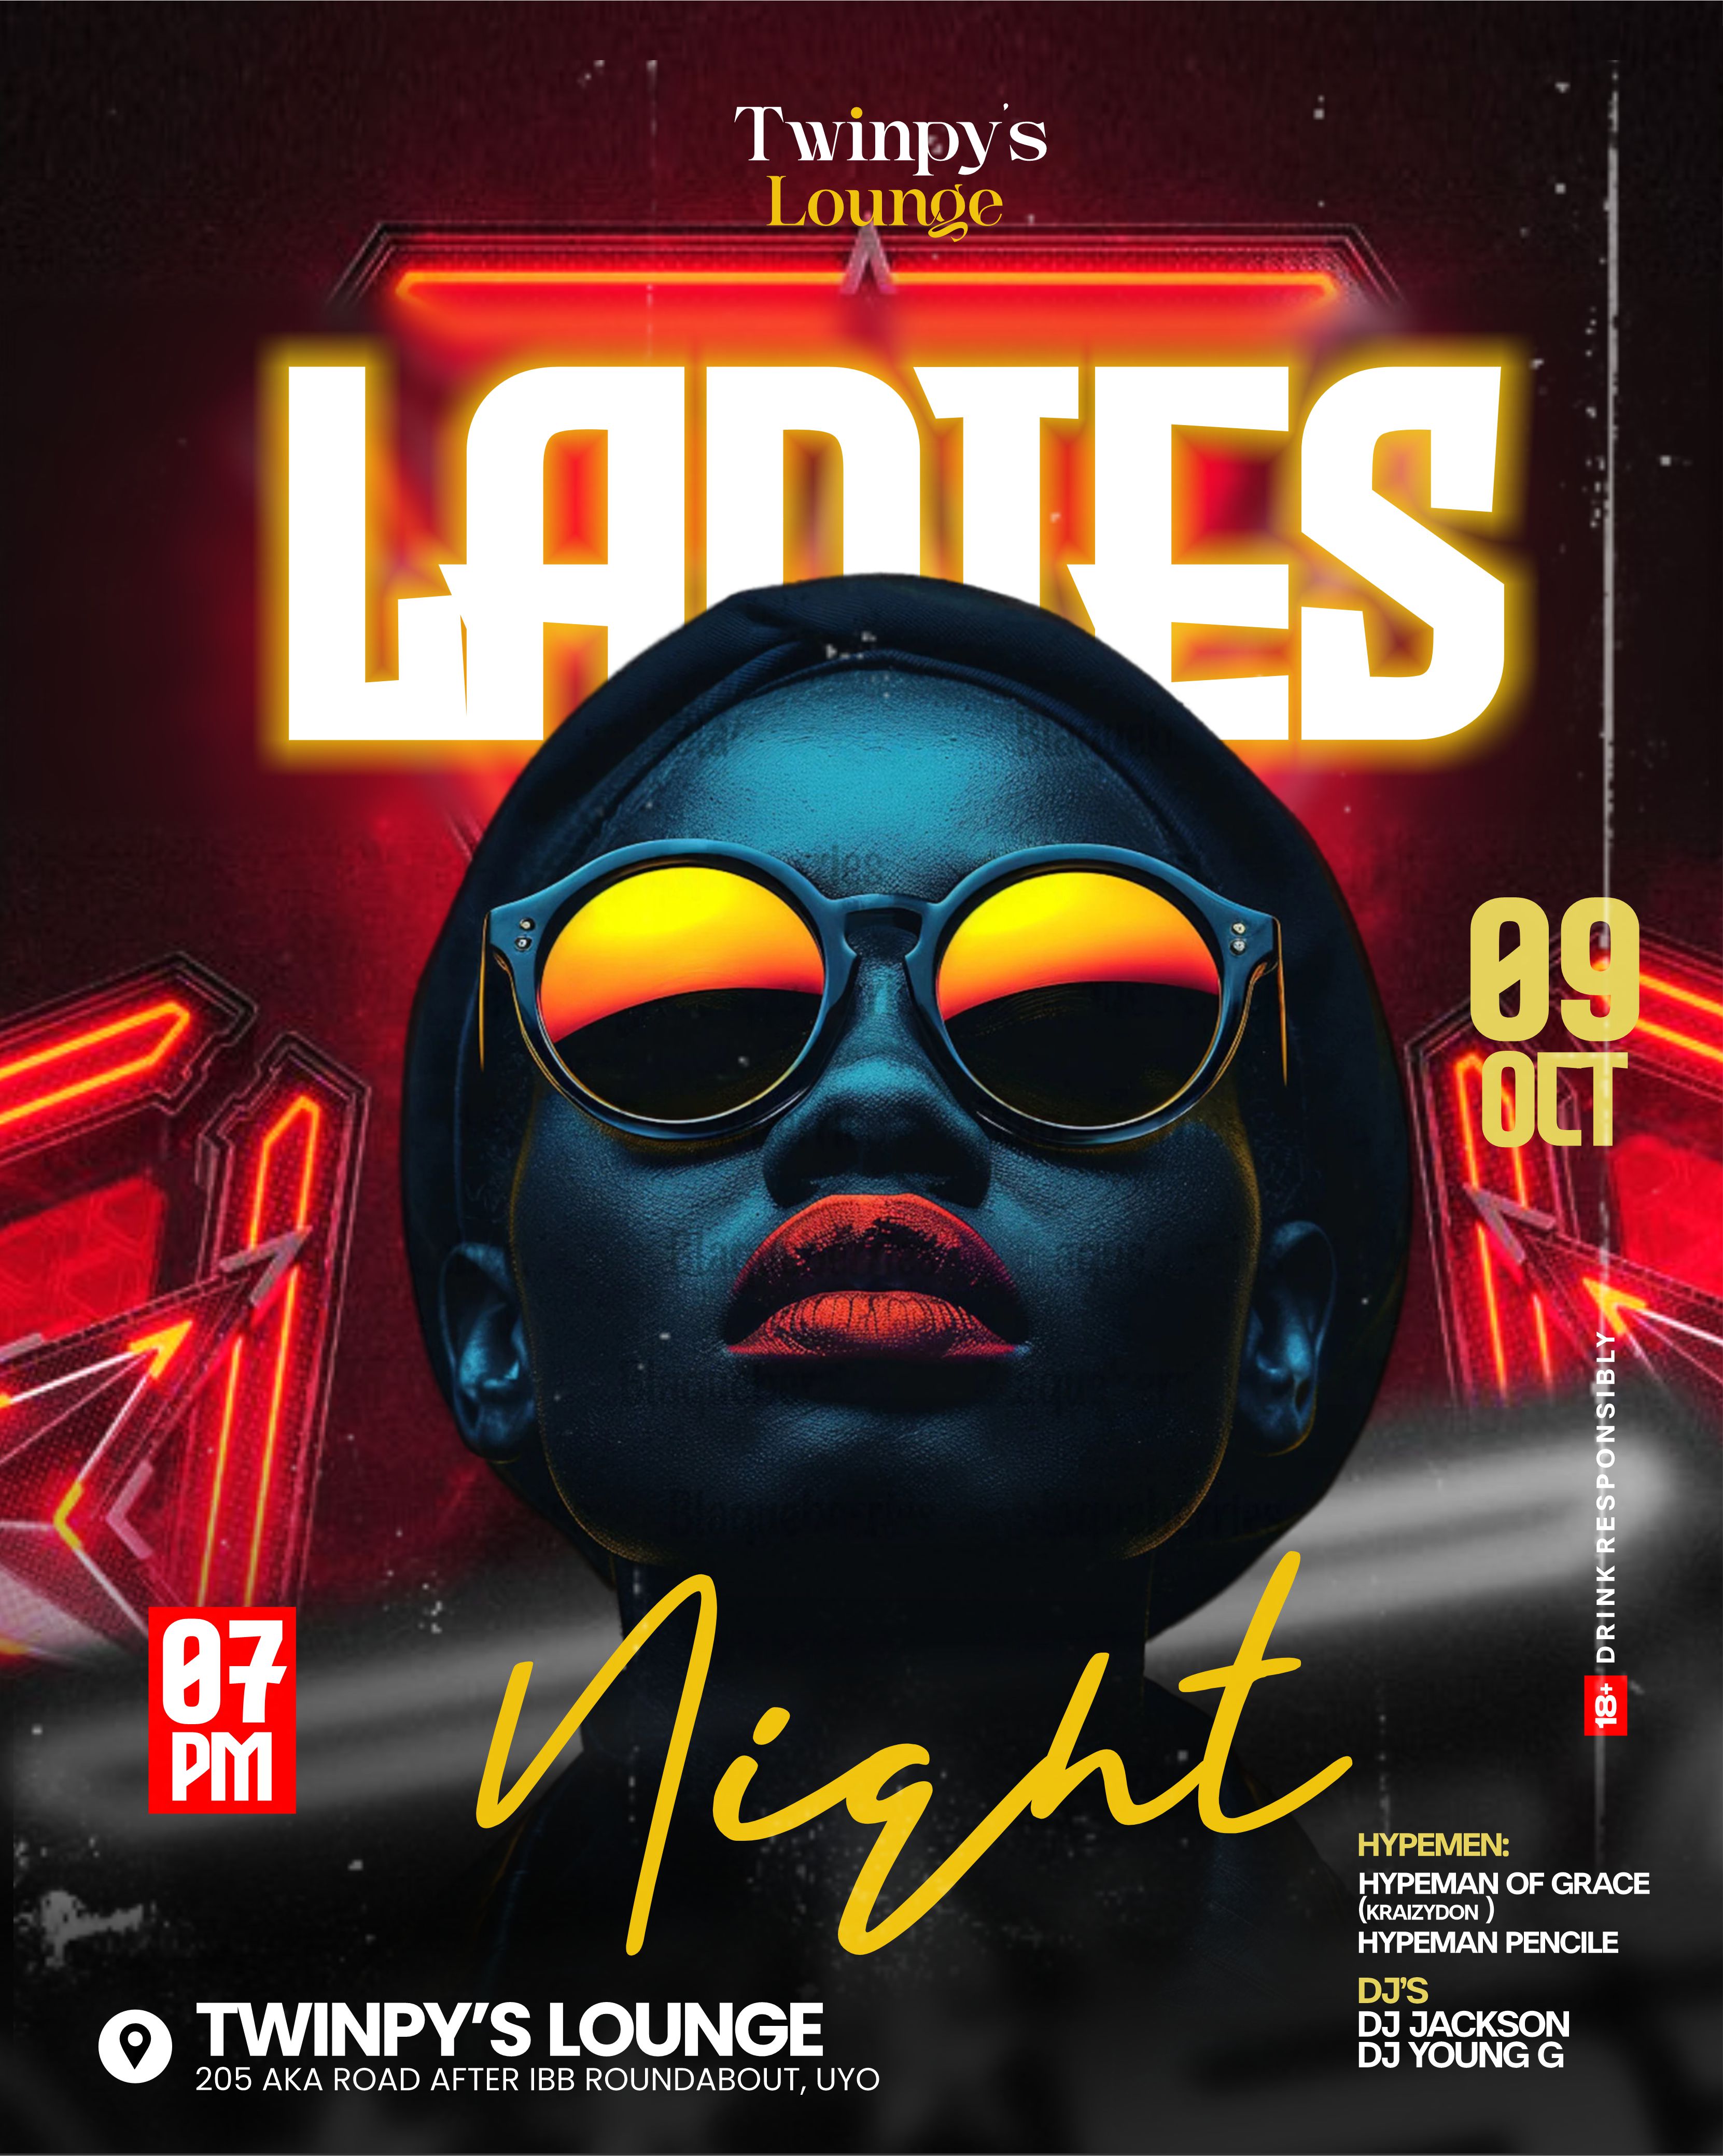 Twinpy's
Lounge
LADIES
09
OCT
DRINK RESPONSIBLY
18+
Night
07
PM
HYPEMEN:
HYPEMAN OF GRACE
(KRAIZYDON )
HYPEMAN PENCILE
DJ'S
DJ JACKSON
DJ YOUNG G
TWINPY'S LOUNGE
205 AKA ROAD AFTER IBB ROUNDABOUT, UYO